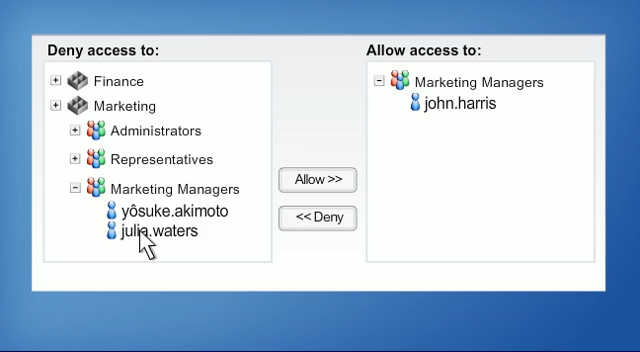 Deny access to:
Finance
Marketing
Administrators
Representatives
Marketing Managers
yôsuke.akimoto
julia.waters
Allow >>
<< Deny
Allow access to:
Marketing Managers
john.harris